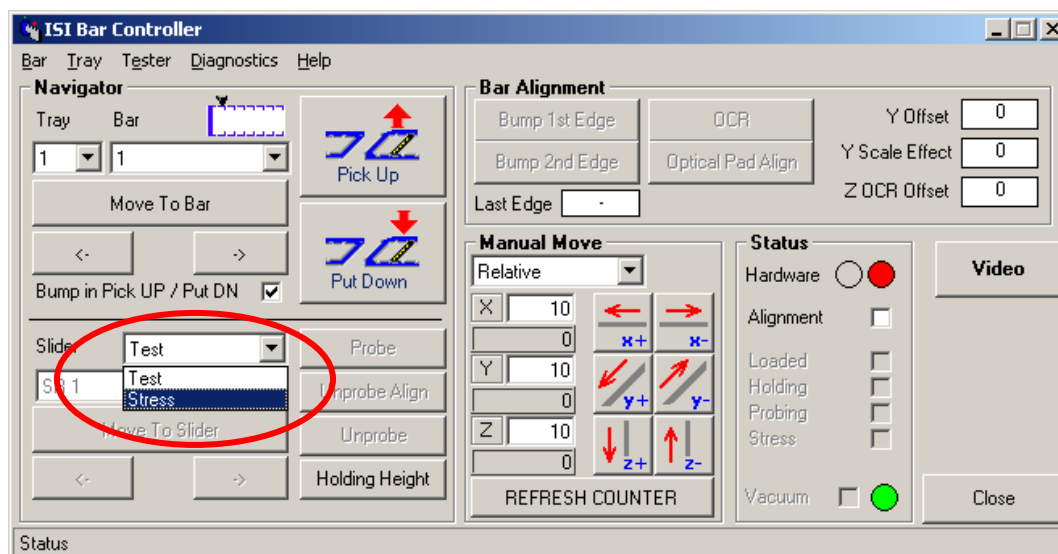 ISI Bar Controller
Bar Tray Tester Diagnostics Help
Navigator
Tray Bar
1 1
Move To Bar
<- ->
Bump in Pick UP / Put DN
Pick Up
Put Down
Slider Test
Test
Stress
SB 1
Move To Slider
<- ->
Probe
Unprobe Align
Unprobe
Holding Height
Bar Alignment
Bump 1st Edge OCR
Bump 2nd Edge Optical Pad Align
Last Edge -
Y Offset 0
Y Scale Effect 0
Z OCR Offset 0
Manual Move
Relative
X 10
0
x+ x-
Y 10
0
y+ y-
Z 10
0
z+ z-
REFRESH COUNTER
Status
Hardware
Alignment
Loaded
Holding
Probing
Stress
Vacuum
Video
Close
Status